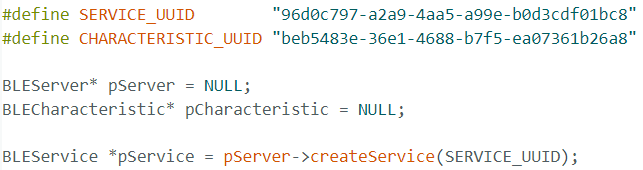 #define SERVICE_UUID        "96d0c797-a2a9-4aa5-a99e-b0d3cdf01bc8"
#define CHARACTERISTIC_UUID "beb5483e-36e1-4688-b7f5-ea07361b26a8"
BLEServer* pServer = NULL;
BLECharacteristic* pCharacteristic = NULL;
BLEService *pService = pServer->createService(SERVICE_UUID);